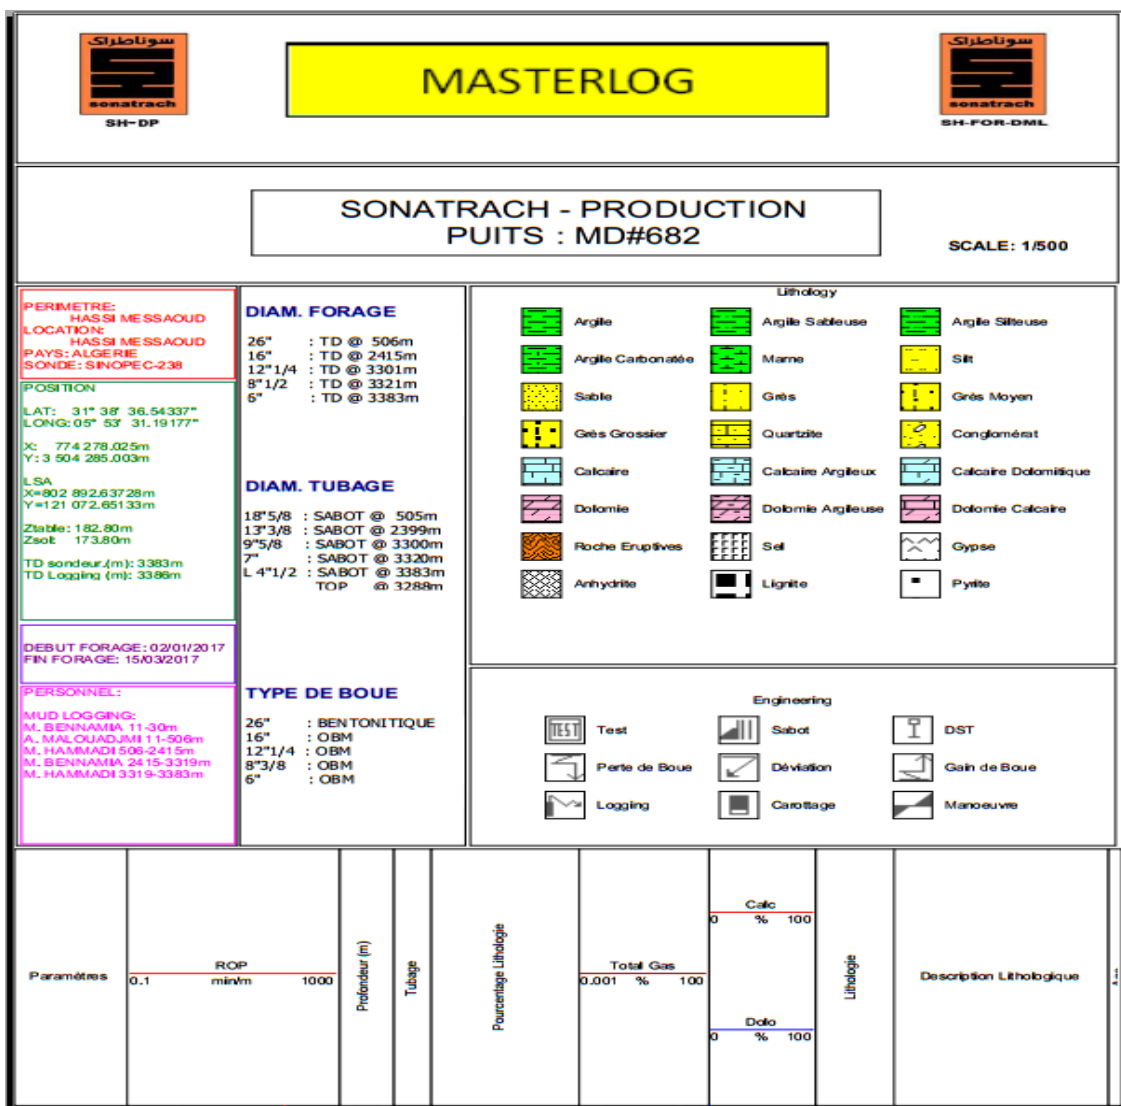 سوناطراك
sonatrach
SH-DP
MASTERLOG
سوناطراك
sonatrach
SH-FOR-DML
SONATRACH - PRODUCTION
PUITS : MD#682
SCALE: 1/500
PERIMETRE:
HASSI MESSAOUD
LOCATION:
HASSI MESSAOUD
PAYS: ALGERIE
SONDE: SINOPEC-238
POSITION
LAT: 31° 38' 36.54337"
LONG: 05° 53' 31.19177"
X: 774 278.025m
Y: 3 504 285.003m
LSA
X=802 892.63728m
Y=121 072.65133m
Ztable: 182.80m
Zsol: 173.80m
TD sondeur.(m): 3383m
TD Logging (m): 3386m
DEBUT FORAGE: 02/01/2017
FIN FORAGE: 15/03/2017
PERSONNEL:
MUD LOGGING:
M. BENNAMIA 11-30m
A. MALOUADJMI 11-506m
M. HAMMADI 506-2415m
M. BENNAMIA 2415-3319m
M. HAMMADI 3319-3383m
DIAM. FORAGE
26" : TD @ 506m
16" : TD @ 2415m
12"1/4 : TD @ 3301m
8"1/2 : TD @ 3321m
6" : TD @ 3383m
DIAM. TUBAGE
18"5/8 : SABOT @ 505m
13"3/8 : SABOT @ 2399m
9"5/8 : SABOT @ 3300m
7" : SABOT @ 3320m
L 4"1/2 : SABOT @ 3383m
TOP @ 3288m
TYPE DE BOUE
26" : BENTONITIQUE
16" : OBM
12"1/4 : OBM
8"3/8 : OBM
6" : OBM
Lithology
Argile Argile Sableuse Argile Silteuse
Argile Carbonatée Marne Silt
Sable Grès Grès Moyen
Grès Grossier Quartzite Conglomérat
Calcaire Calcaire Argileux Calcaire Dolomitique
Dolomie Dolomie Argileuse Dolomie Calcaire
Roche Eruptives Sel Gypse
Anhydrite Lignite Pyrite
Engineering
TEST Test Sabot DST
Perte de Boue Déviation Gain de Boue
Logging Carottage Manoeuvre
Paramètres
ROP
0.1 min/m 1000
Profondeur (m)
Tubage
Pourcentage Lithologie
Total Gas
0.001 % 100
Calc
0 % 100
Dolo
0 % 100
Lithologie
Description Lithologique